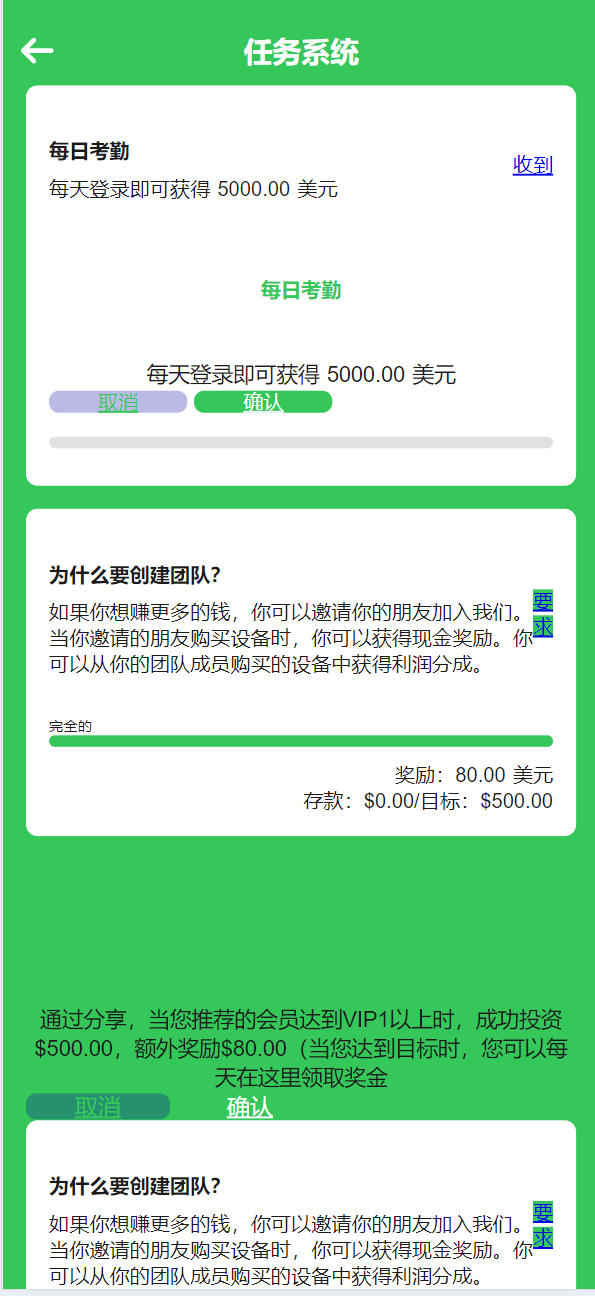 任务系统
每日考勤
收到
每天登录即可获得 5000.00 美元
每日考勤
每天登录即可获得 5000.00 美元
取消 确认
为什么要创建团队?
如果你想赚更多的钱，你可以邀请你的朋友加入我们。
当你邀请的朋友购买设备时，你可以获得现金奖励。你
可以从你的团队成员购买的设备中获得利润分成。
要
求
完全的
奖励：80.00 美元
存款：$0.00/目标：$500.00
通过分享，当您推荐的会员达到VIP1以上时，成功投资
$500.00，额外奖励$80.00（当您达到目标时，您可以每
天在这里领取奖金
取消 确认
为什么要创建团队?
如果你想赚更多的钱，你可以邀请你的朋友加入我们。
当你邀请的朋友购买设备时，你可以获得现金奖励。你
可以从你的团队成员购买的设备中获得利润分成。
要
求